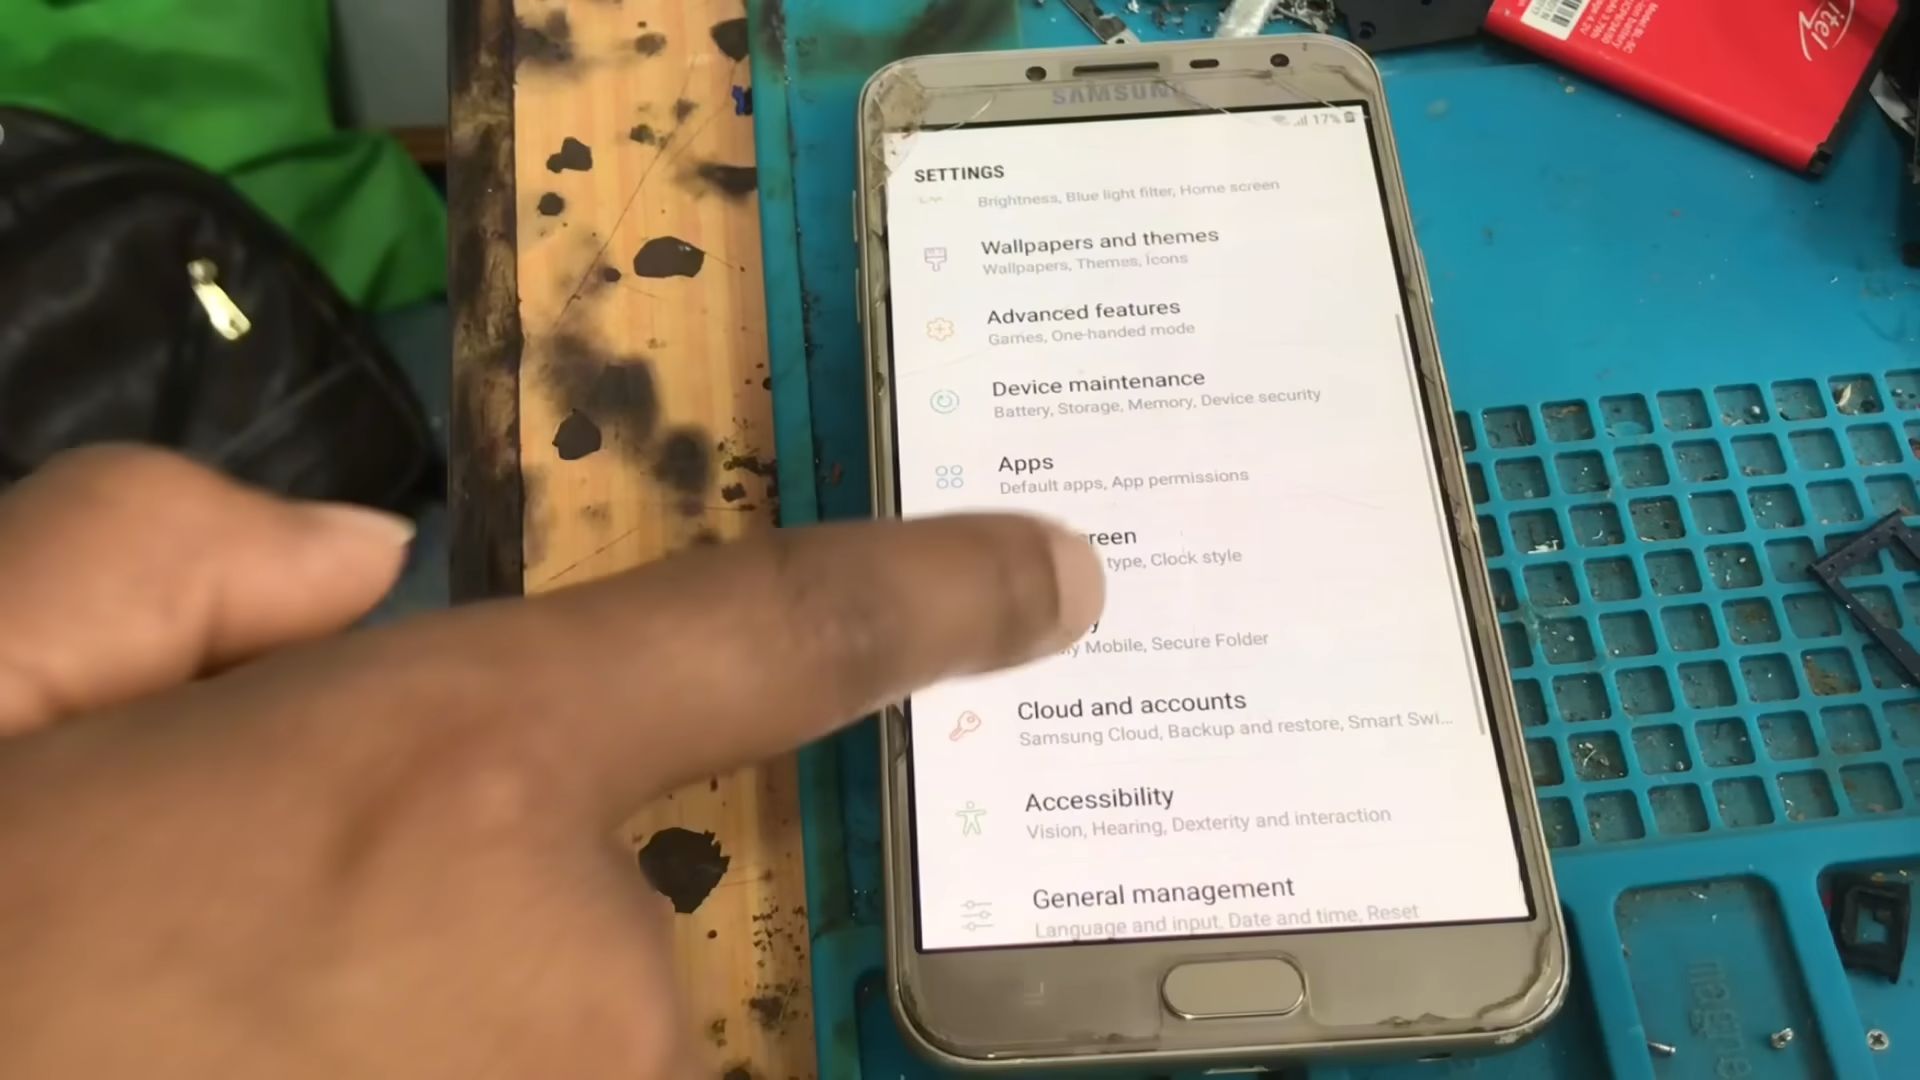 SAMSUNG
17%
SETTINGS
Brightness, Blue light filter, Home screen
Wallpapers and themes
Wallpapers, Themes, Icons
Advanced features
Games, One-handed mode
Device maintenance
Battery, Storage, Memory, Device security
Apps
Default apps, App permissions
reen
type, Clock style
y
My Mobile, Secure Folder
Cloud and accounts
Samsung Cloud, Backup and restore, Smart Swi...
Accessibility
Vision, Hearing, Dexterity and interaction
General management
Language and input, Date and time, Reset
itel